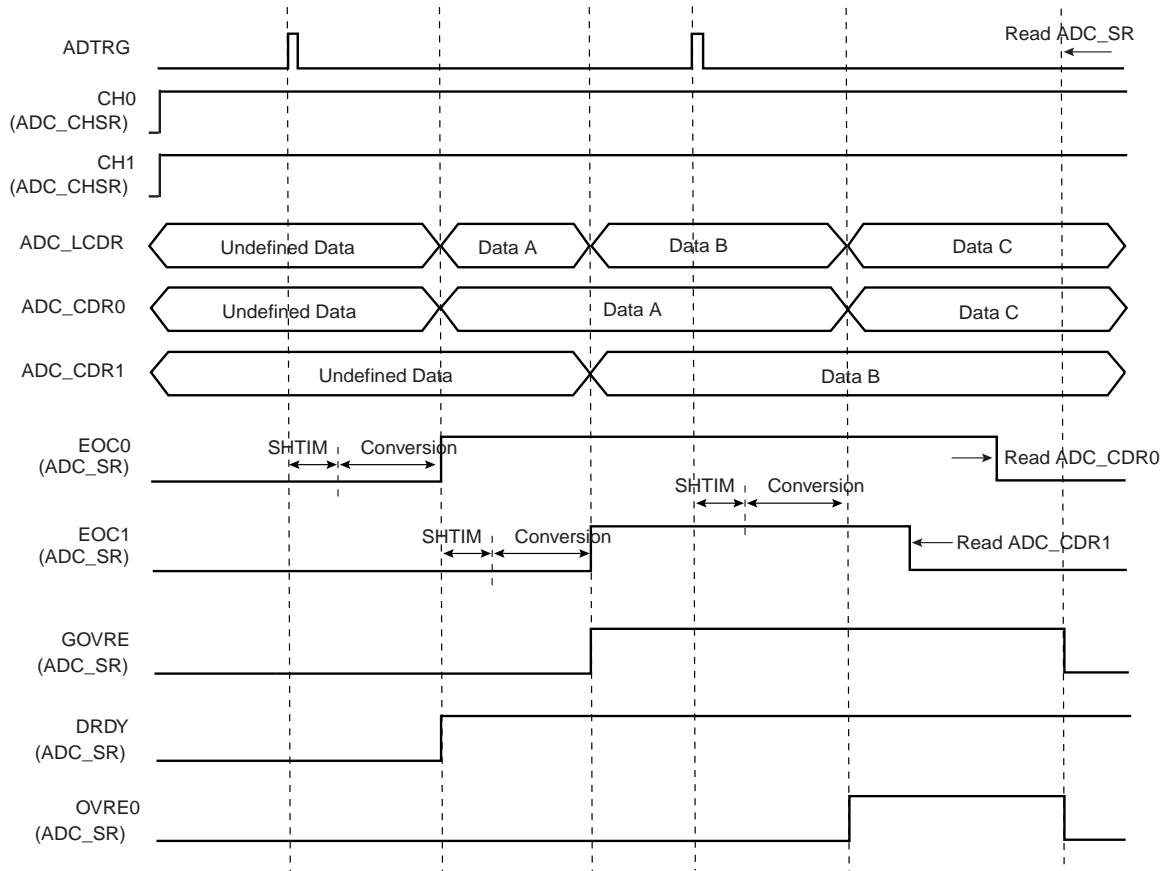 Read ADC_SR
ADTRG
CH0
(ADC_CHSR)
CH1
(ADC_CHSR)
ADC_LCDR
Undefined Data
Data A
Data B
Data C
ADC_CDR0
Undefined Data
Data A
Data C
ADC_CDR1
Undefined Data
Data B
EOC0
(ADC_SR)
SHTIM
Conversion
Read ADC_CDR0
SHTIM
Conversion
EOC1
(ADC_SR)
SHTIM
Conversion
Read ADC_CDR1
GOVRE
(ADC_SR)
DRDY
(ADC_SR)
OVRE0
(ADC_SR)